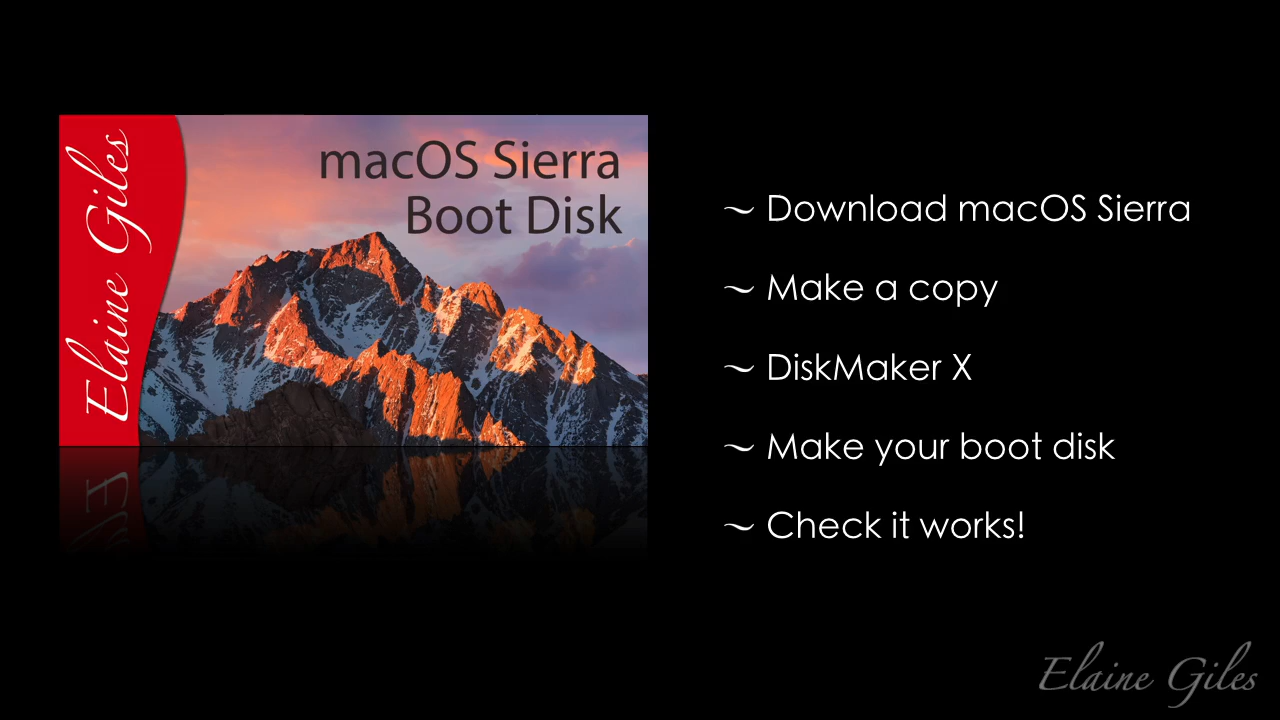 Elaine Giles
macOS Sierra
Boot Disk
~ Download macOS Sierra
~ Make a copy
~ DiskMaker X
~ Make your boot disk
~ Check it works!
Elaine Giles